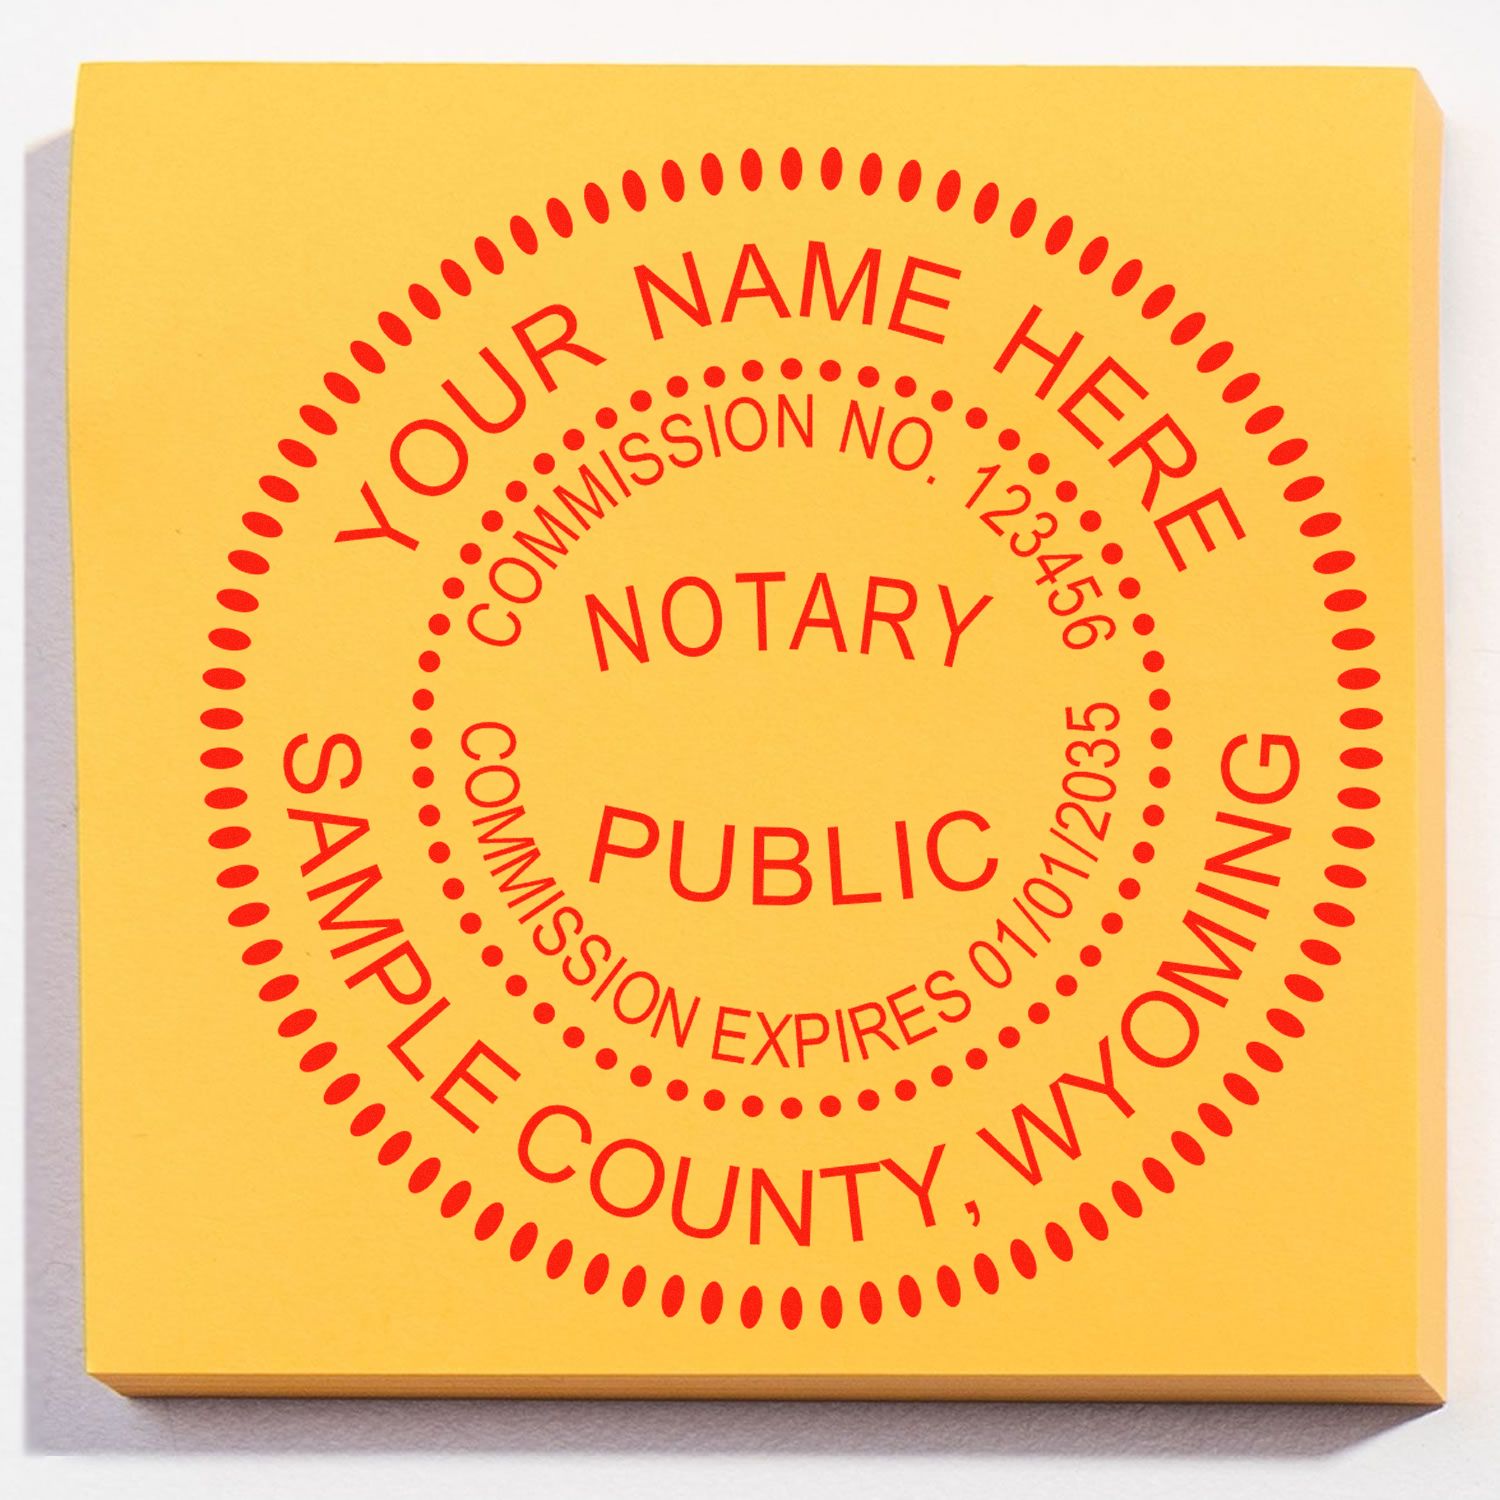 YOUR NAME HERE
COMMISSION NO. 123456
NOTARY
PUBLIC
COMMISSION EXPIRES 01/01/2035
SAMPLE COUNTY, WYOMING